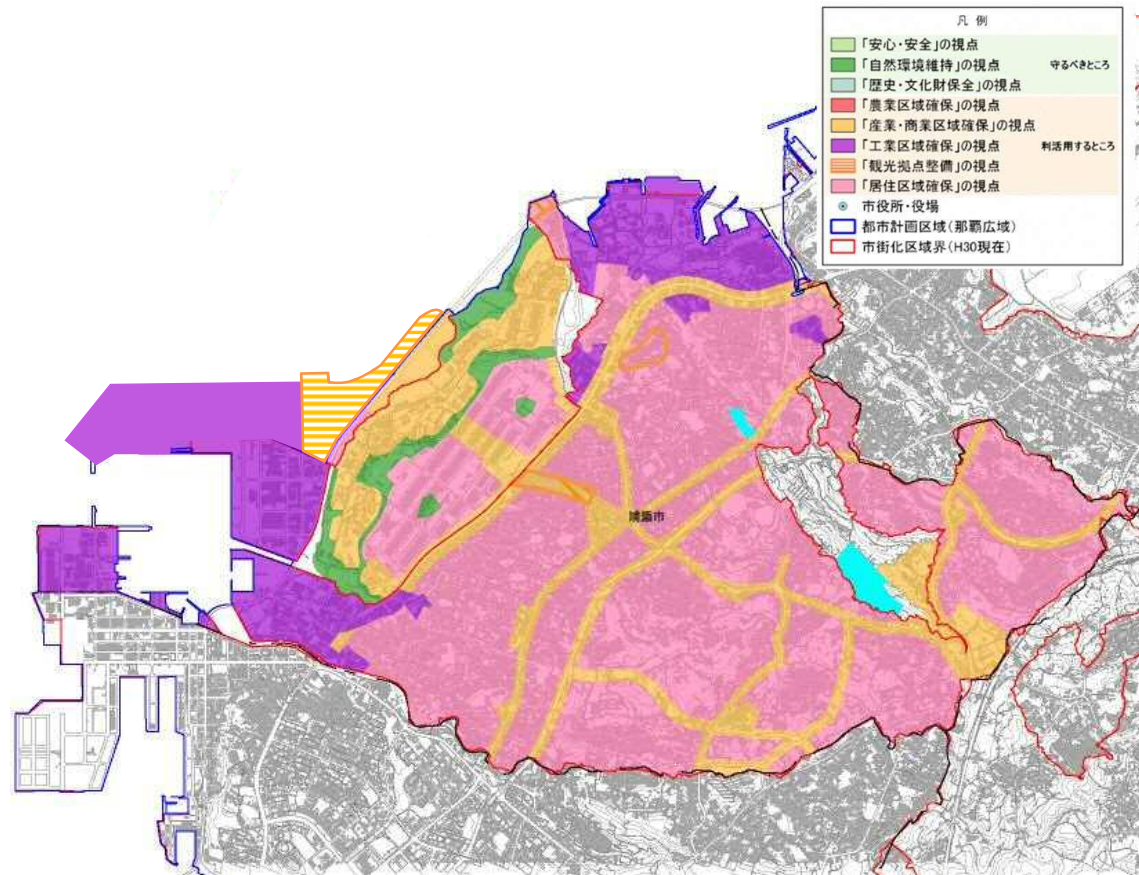 凡 例
「安心・安全」の視点
「自然環境維持」の視点 守るべきところ
「歴史・文化財保全」の視点
「農業区域確保」の視点
「産業・商業区域確保」の視点
「工業区域確保」の視点 利活用するところ
「観光拠点整備」の視点
「居住区域確保」の視点
市役所・役場
都市計画区域(那覇広域)
市街化区域界(H30現在)
浦添市